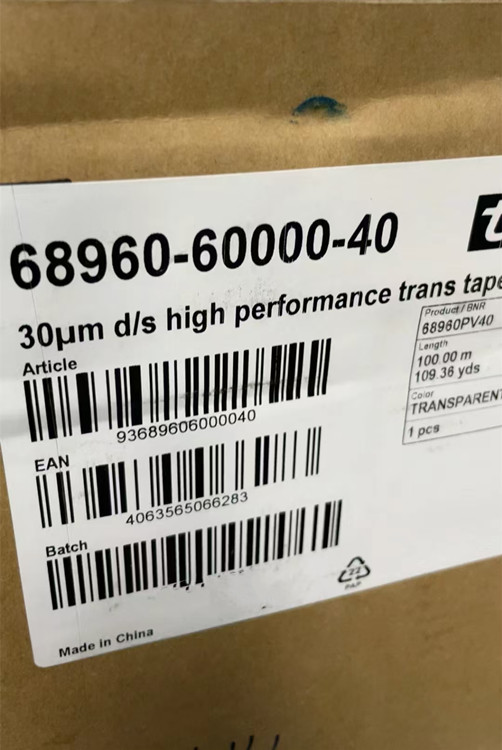 68960-60000-40
30µm d/s high performance trans tape
Article
93689606000040
EAN
4063565066283
Batch
Made in China
Product / BNR
68960PV40
Length
100.00 m
109.36 yds
Color
TRANSPARENT
1 pcs
22
PAP